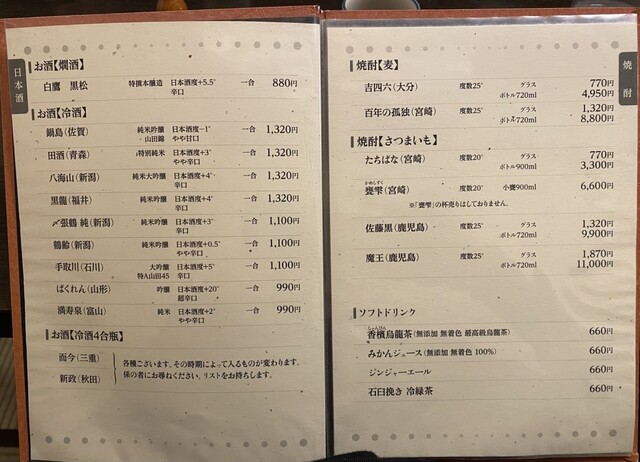 日本酒
お酒【燗酒】
白鷹 黒松 特撰本醸造 日本酒度+5.5° 辛口 一合 880円
お酒【冷酒】
鍋島(佐賀) 純米吟醸 山田錦 日本酒度−1° やや甘口 一合 1,320円
田酒(青森) 特別純米 日本酒度+3° やや辛口 一合 1,320円
八海山(新潟) 純米大吟醸 日本酒度+4° 辛口 一合 1,320円
黒龍(福井) 純米吟醸 日本酒度+4° 辛口 一合 1,320円
〆張鶴 純(新潟) 純米吟醸 日本酒度+3° 辛口 一合 1,100円
鶴齢(新潟) 純米吟醸 日本酒度+0.5° やや辛口 一合 1,100円
手取川(石川) 大吟醸 特A山田45 日本酒度+5° 辛口 一合 1,100円
ばくれん(山形) 吟醸 日本酒度+20° 超辛口 一合 990円
満寿泉(富山) 純米 日本酒度+2° やや辛口 一合 990円
お酒【冷酒4合瓶】
而今(三重)
新政(秋田)
各種ございます。その時期によって入るものが変わります。
係の者にお尋ねください。リストをお持ちします。
焼酎
焼酎【麦】
吉四六(大分) 度数25° グラス 770円
ボトル720ml 4,950円
百年の孤独(宮崎) 度数25° グラス 1,320円
ボトル720ml 8,800円
焼酎【さつまいも】
たちばな(宮崎) 度数20° グラス 770円
ボトル900ml 3,300円
かめしずく
甕雫(宮崎) 度数20° 小甕900ml 6,600円
※「甕雫」の杯売りはしておりません。
佐藤黒(鹿児島) 度数25° グラス 1,320円
ボトル720ml 9,900円
魔王(鹿児島) 度数25° グラス 1,870円
ボトル720ml 11,000円
ソフトドリンク
香檳烏龍茶(無添加 無着色 最高級烏龍茶) 660円
みかんジュース(無添加 無着色 100%) 660円
ジンジャーエール 660円
石臼挽き 冷緑茶 660円